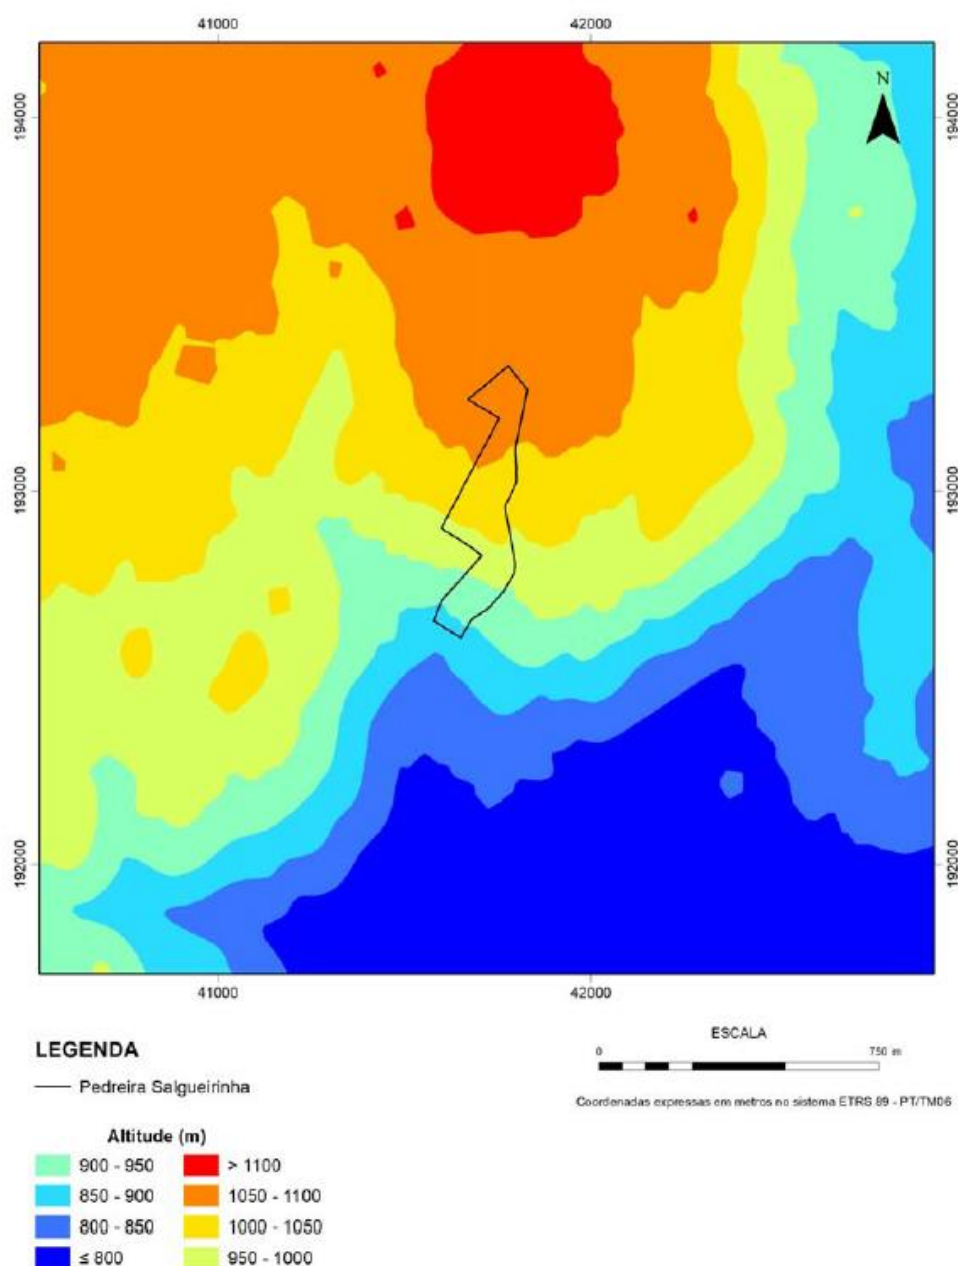 41000 42000
194000 194000
N
193000 193000
192000 192000
41000 42000
LEGENDA
Pedreira Salgueirinha
ESCALA
0 750 m
Coordenadas expressas em metros no sistema ETRS 89 - PT/TM06
Altitude (m)
900 - 950 > 1100
850 - 900 1050 - 1100
800 - 850 1000 - 1050
≤ 800 950 - 1000